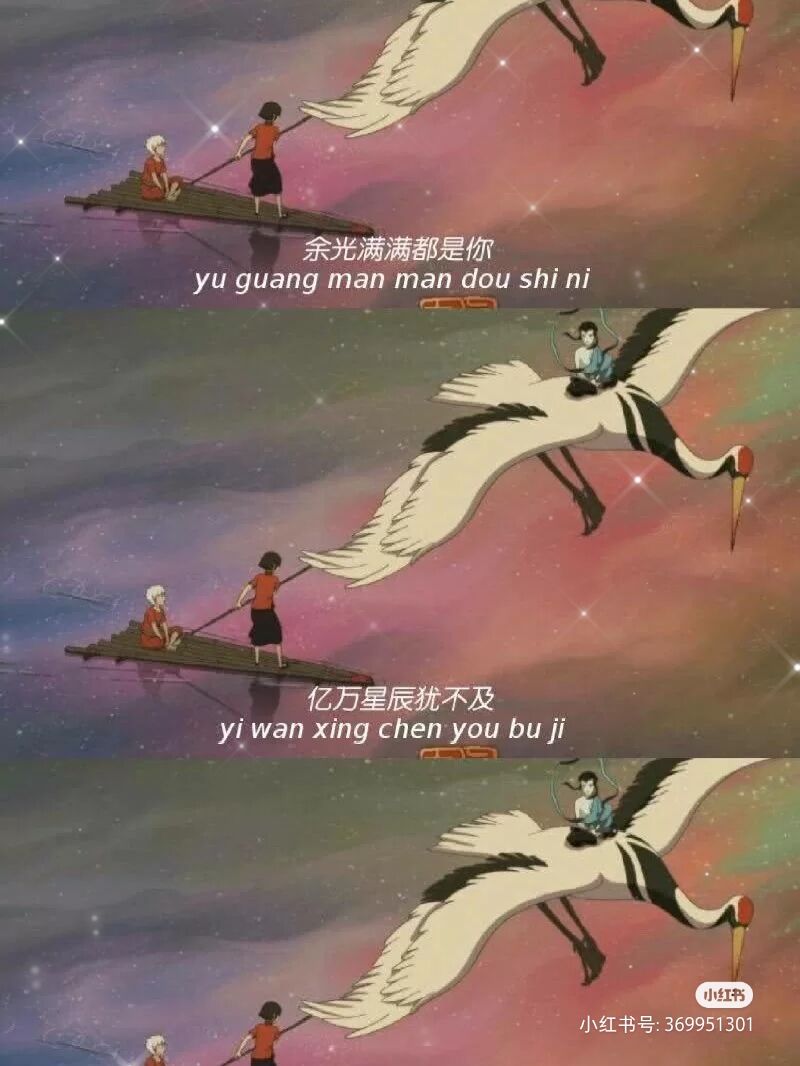 余光满满都是你
yu guang man man dou shi ni
亿万星辰犹不及
yi wan xing chen you bu ji
小红书
小红书号: 369951301